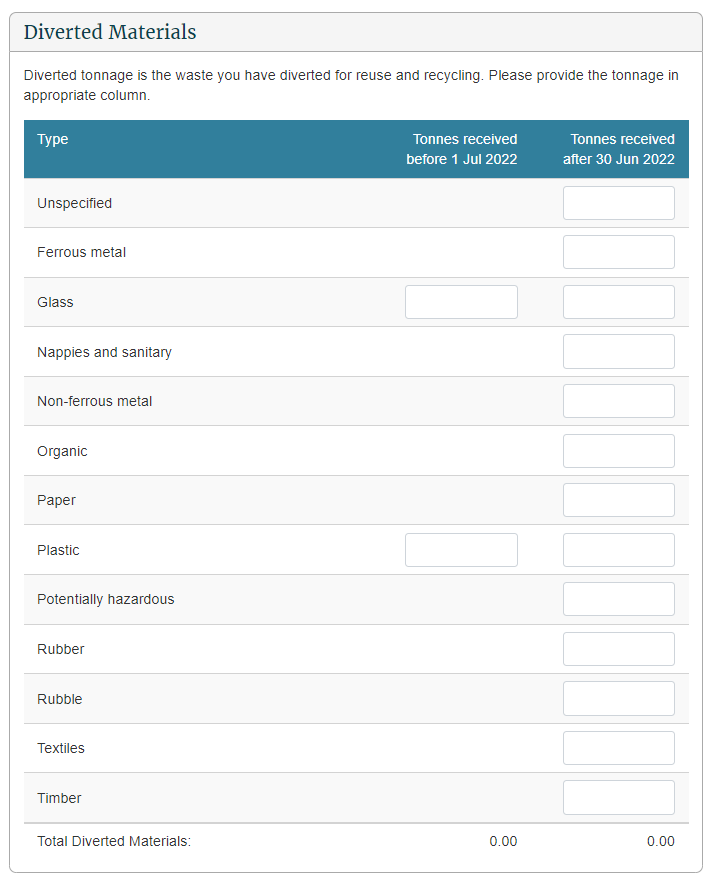 Diverted Materials
Diverted tonnage is the waste you have diverted for reuse and recycling. Please provide the tonnage in
appropriate column.
Type
Tonnes received
before 1 Jul 2022
Tonnes received
after 30 Jun 2022
Unspecified
Ferrous metal
Glass
Nappies and sanitary
Non-ferrous metal
Organic
Paper
Plastic
Potentially hazardous
Rubber
Rubble
Textiles
Timber
Total Diverted Materials: 0.00 0.00